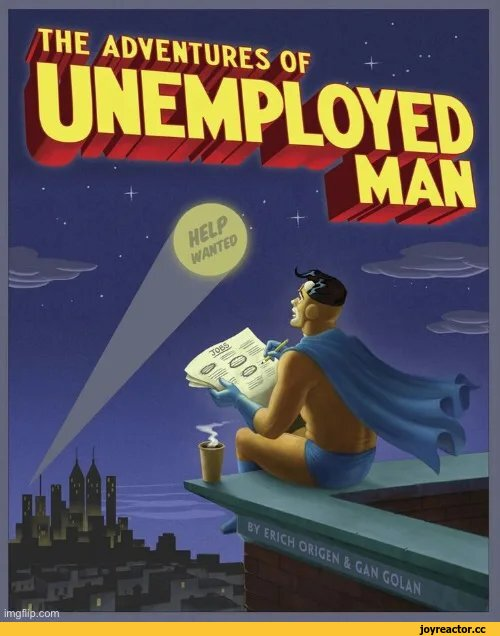 THE ADVENTURES OF
UNEMPLOYED
MAN
HELP
WANTED
JOBS
BY ERICH ORIGEN & GAN GOLAN
imgflip.com
joyreactor.cc